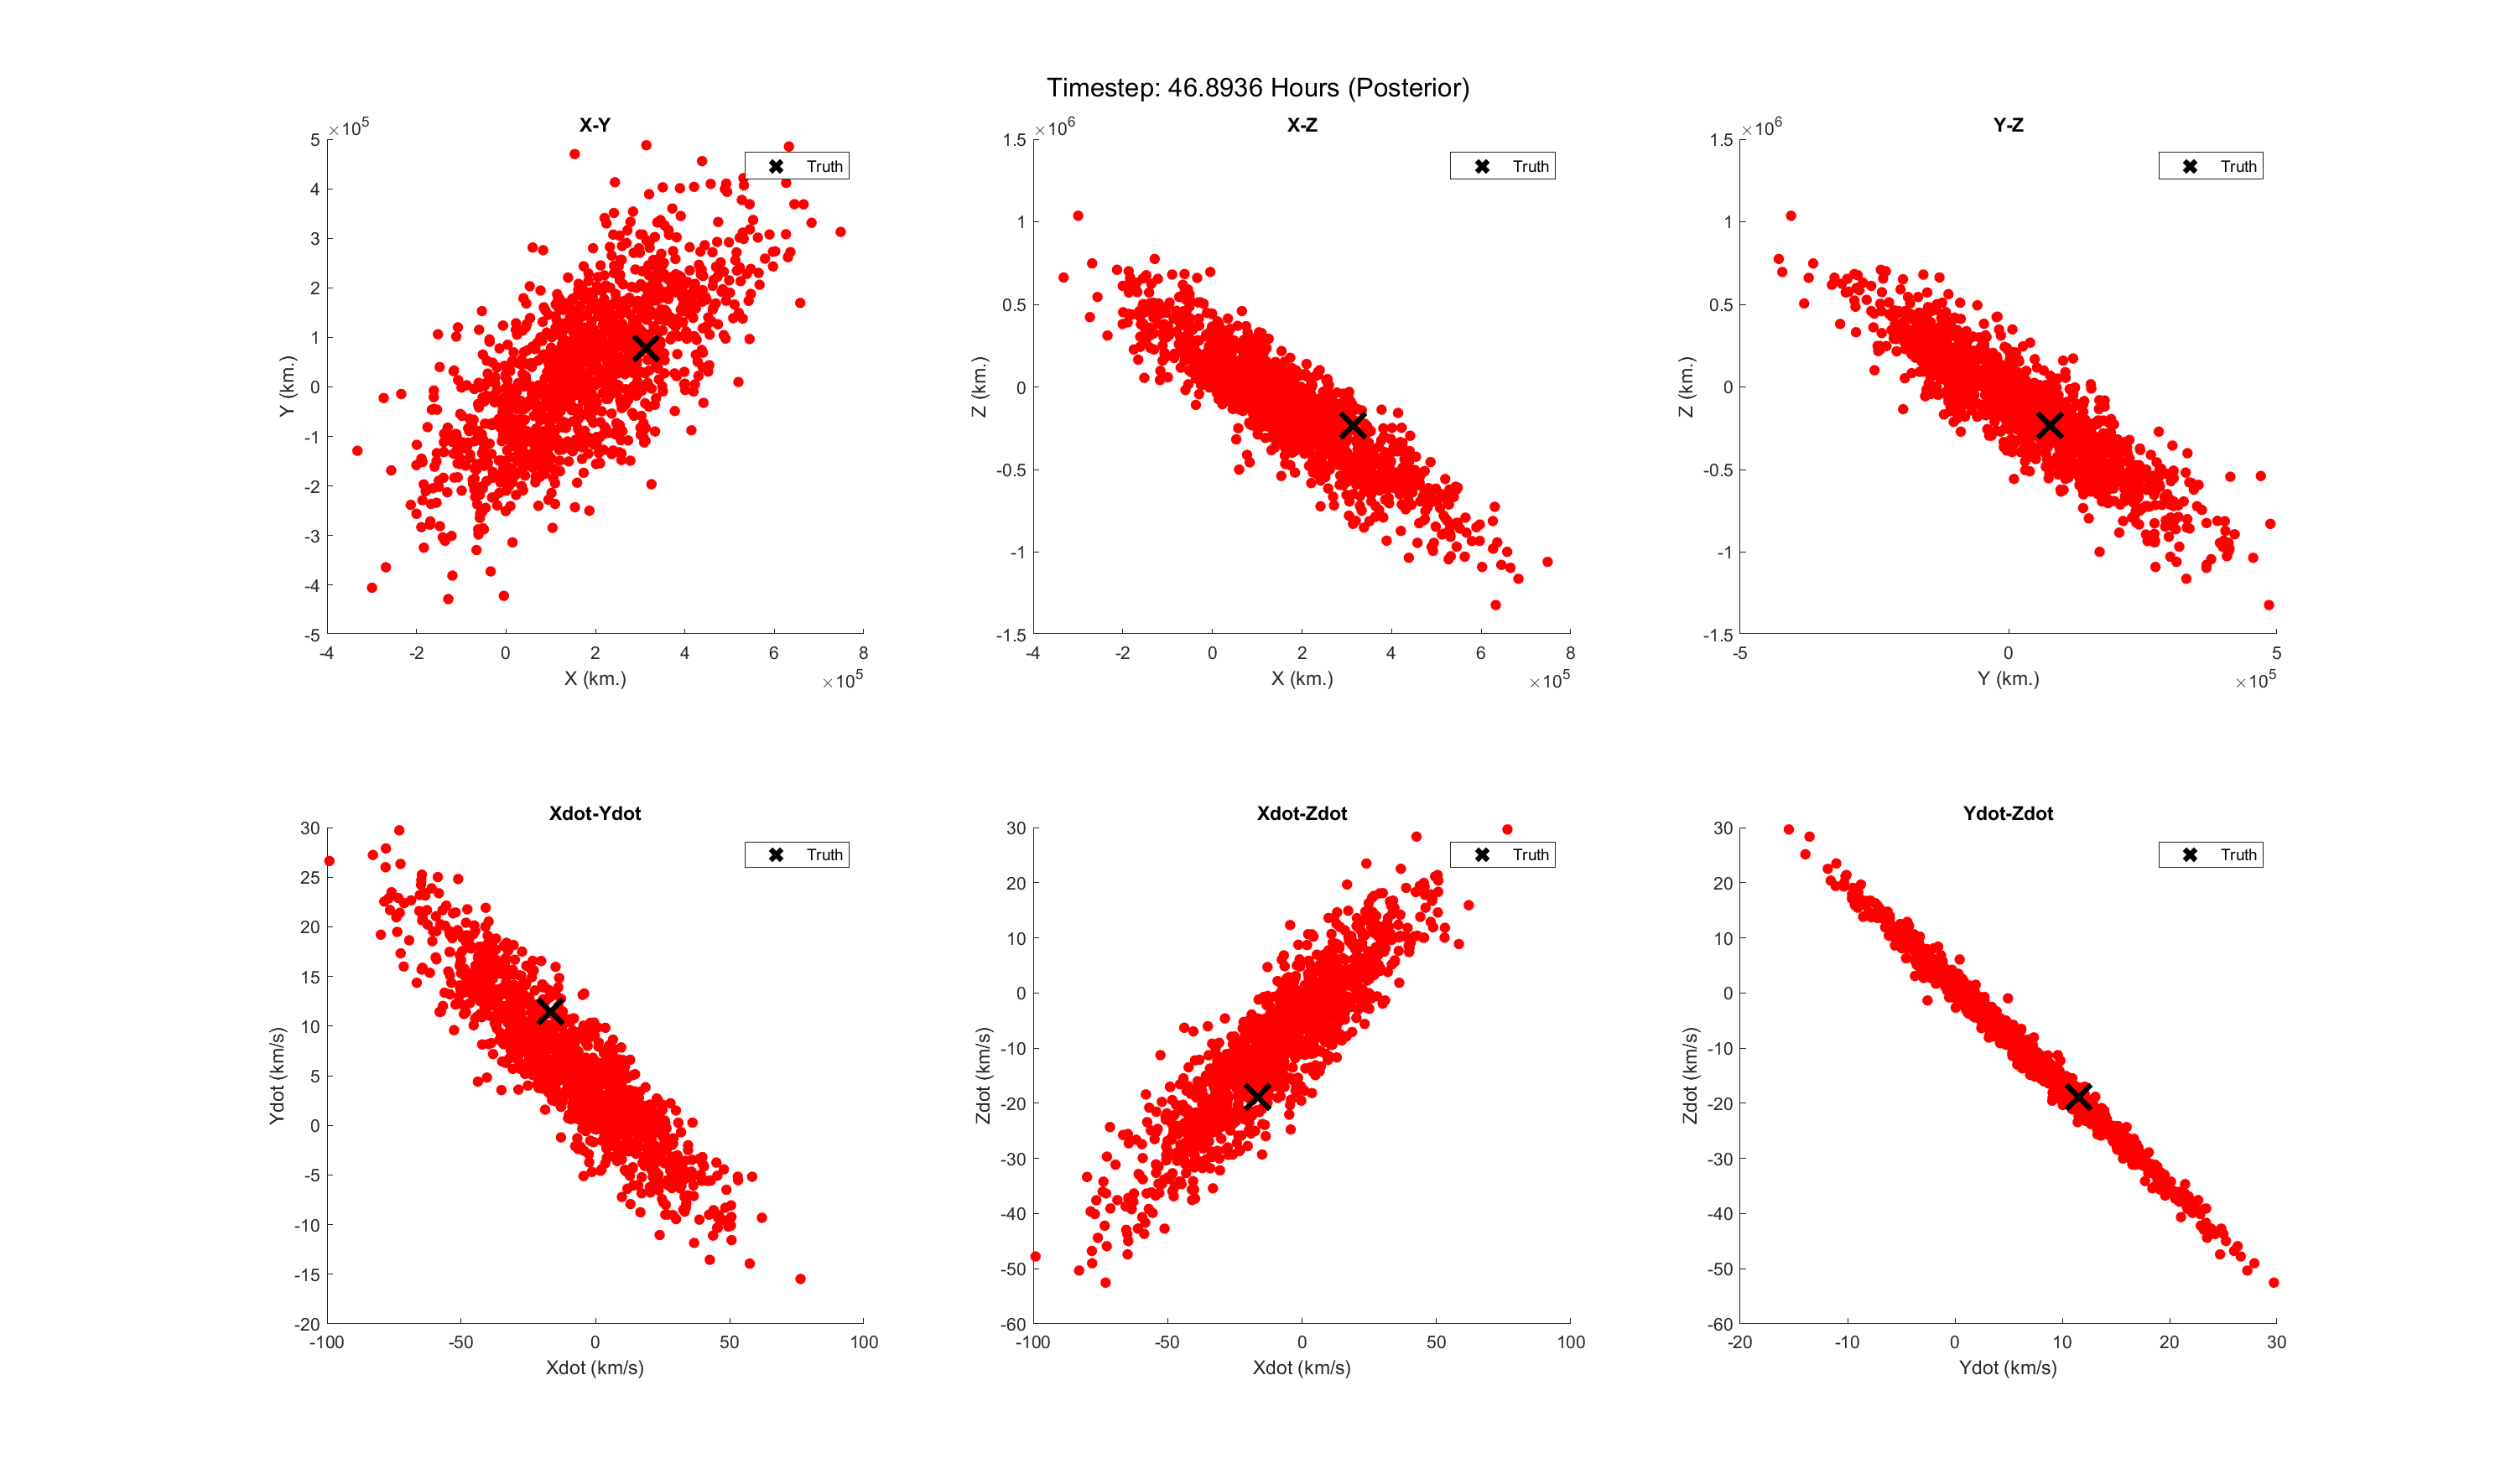 Timestep: 46.8936 Hours (Posterior)
X-Y
×10^5
5
4
3
2
1
0
-1
-2
-3
-4
-5
Y (km.)
-4 -2 0 2 4 6 8
X (km.)
×10^5
Truth
X-Z
×10^6
1.5
1
0.5
0
-0.5
-1
-1.5
Z (km.)
-4 -2 0 2 4 6 8
X (km.)
×10^5
Truth
Y-Z
×10^6
1.5
1
0.5
0
-0.5
-1
-1.5
Z (km.)
-5 0 5
Y (km.)
×10^5
Truth
Xdot-Ydot
30
25
20
15
10
5
0
-5
-10
-15
-20
Ydot (km/s)
-100 -50 0 50 100
Xdot (km/s)
Truth
Xdot-Zdot
30
20
10
0
-10
-20
-30
-40
-50
-60
Zdot (km/s)
-100 -50 0 50 100
Xdot (km/s)
Truth
Ydot-Zdot
30
20
10
0
-10
-20
-30
-40
-50
-60
Zdot (km/s)
-20 -10 0 10 20 30
Ydot (km/s)
Truth